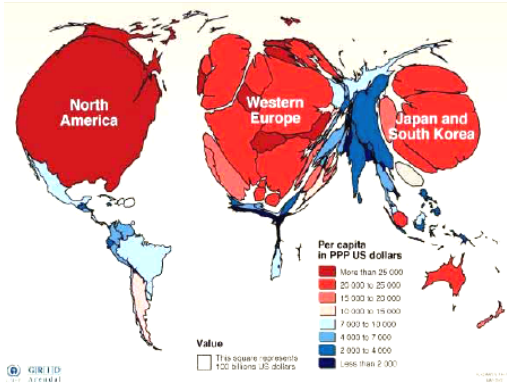 North
America
Western
Europe
Japan and
South Korea
Per capita
in PPP US dollars
More than 25 000
20 000 to 25 000
15 000 to 20 000
10 000 to 15 000
7 000 to 10 000
4 000 to 7 000
2 000 to 4 000
Less than 2 000
Value
This square represents
100 billions US dollars
G R I D
Arendal